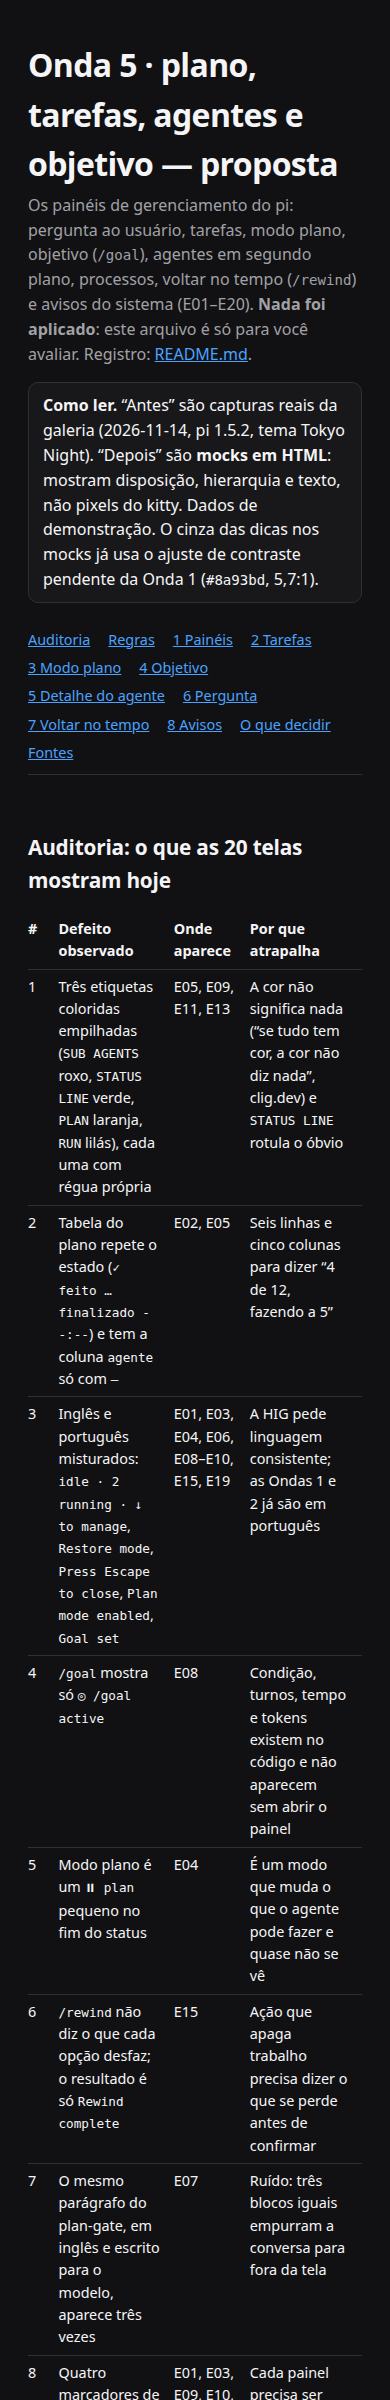 Onda 5 · plano,
tarefas, agentes e
objetivo — proposta
Os painéis de gerenciamento do pi:
pergunta ao usuário, tarefas, modo plano,
objetivo (/goal), agentes em segundo
plano, processos, voltar no tempo (/rewind)
e avisos do sistema (E01–E20). Nada foi
aplicado: este arquivo é só para você
avaliar. Registro: README.md.
Como ler. “Antes” são capturas reais da
galeria (2026-11-14, pi 1.5.2, tema Tokyo
Night). “Depois” são mocks em HTML:
mostram disposição, hierarquia e texto,
não pixels do kitty. Dados de
demonstração. O cinza das dicas nos
mocks já usa o ajuste de contraste
pendente da Onda 1 (#8a93bd, 5,7:1).
Auditoria Regras 1 Painéis 2 Tarefas
3 Modo plano 4 Objetivo
5 Detalhe do agente 6 Pergunta
7 Voltar no tempo 8 Avisos O que decidir
Fontes
Auditoria: o que as 20 telas
mostram hoje
# Defeito Onde Por que
observado aparece atrapalha
1 Três etiquetas E05, E09, A cor não
coloridas E11, E13 significa nada
empilhadas (“se tudo tem
(SUB AGENTS cor, a cor não
roxo, STATUS diz nada”,
LINE verde, clig.dev) e
PLAN laranja, STATUS LINE
RUN lilás), cada rotula o óbvio
uma com
régua própria
2 Tabela do E02, E05 Seis linhas e
plano repete o cinco colunas
estado (✓ para dizer “4
feito … de 12,
finalizado - fazendo a 5”
-:--) e tem a
coluna agente
só com —
3 Inglês e E01, E03, A HIG pede
português E04, E06, linguagem
misturados: E08–E10, consistente;
idle · 2 E15, E19 as Ondas 1 e
running · ↓ 2 já são em
to manage, português
Restore mode,
Press Escape
to close, Plan
mode enabled,
Goal set
4 /goal mostra E08 Condição,
só ◎ /goal turnos, tempo
active e tokens
existem no
código e não
aparecem
sem abrir o
painel
5 Modo plano é E04 É um modo
um ⏸ plan que muda o
pequeno no que o agente
fim do status pode fazer e
quase não se
vê
6 /rewind não E15 Ação que
diz o que cada apaga
opção desfaz; trabalho
o resultado é precisa dizer o
só Rewind que se perde
complete antes de
confirmar
7 O mesmo E07 Ruído: três
parágrafo do blocos iguais
plan-gate, em empurram a
inglês e escrito conversa para
para o fora da tela
modelo,
aparece três
vezes
8 Quatro E01, E03, Cada painel
marcadores de E09, E10, precisa ser